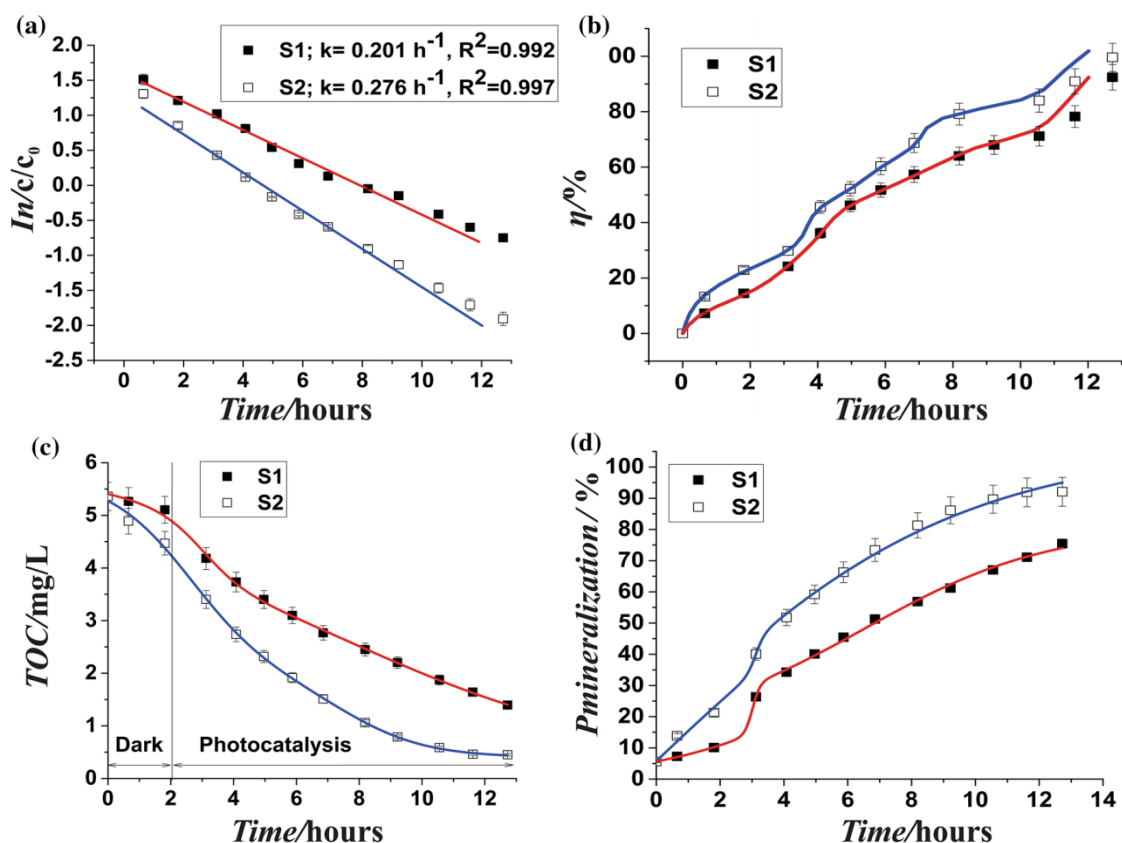 (a)
2.0
1.5
1.0
0.5
0.0
-0.5
-1.0
-1.5
-2.0
-2.5
In/c/c0
S1; k= 0.201 h-1, R2=0.992
S2; k= 0.276 h-1, R2=0.997
0 2 4 6 8 10 12
Time/hours
(b)
00
80
60
40
20
0
η/%
S1
S2
0 2 4 6 8 10 12
Time/hours
(c)
6
5
4
3
2
1
0
TOC/mg/L
S1
S2
Dark Photocatalysis
0 2 4 6 8 10 12
Time/hours
(d)
100
90
80
70
60
50
40
30
20
10
0
Pmineralization / %
S1
S2
0 2 4 6 8 10 12 14
Time/hours